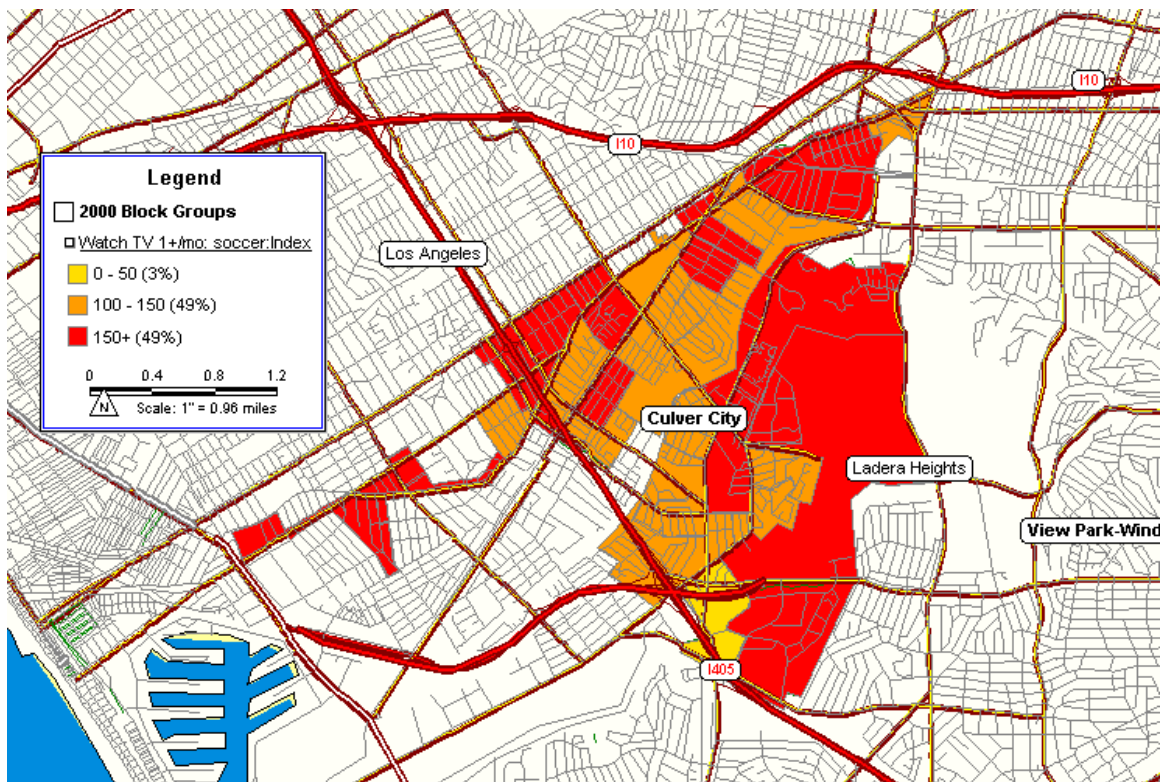 I10
I10
Legend
2000 Block Groups
Watch TV 1+/mo: soccer:Index
0 - 50 (3%)
100 - 150 (49%)
150+ (49%)
0 0.4 0.8 1.2
N
Scale: 1" = 0.96 miles
Los Angeles
Culver City
Ladera Heights
View Park-Wind
I405